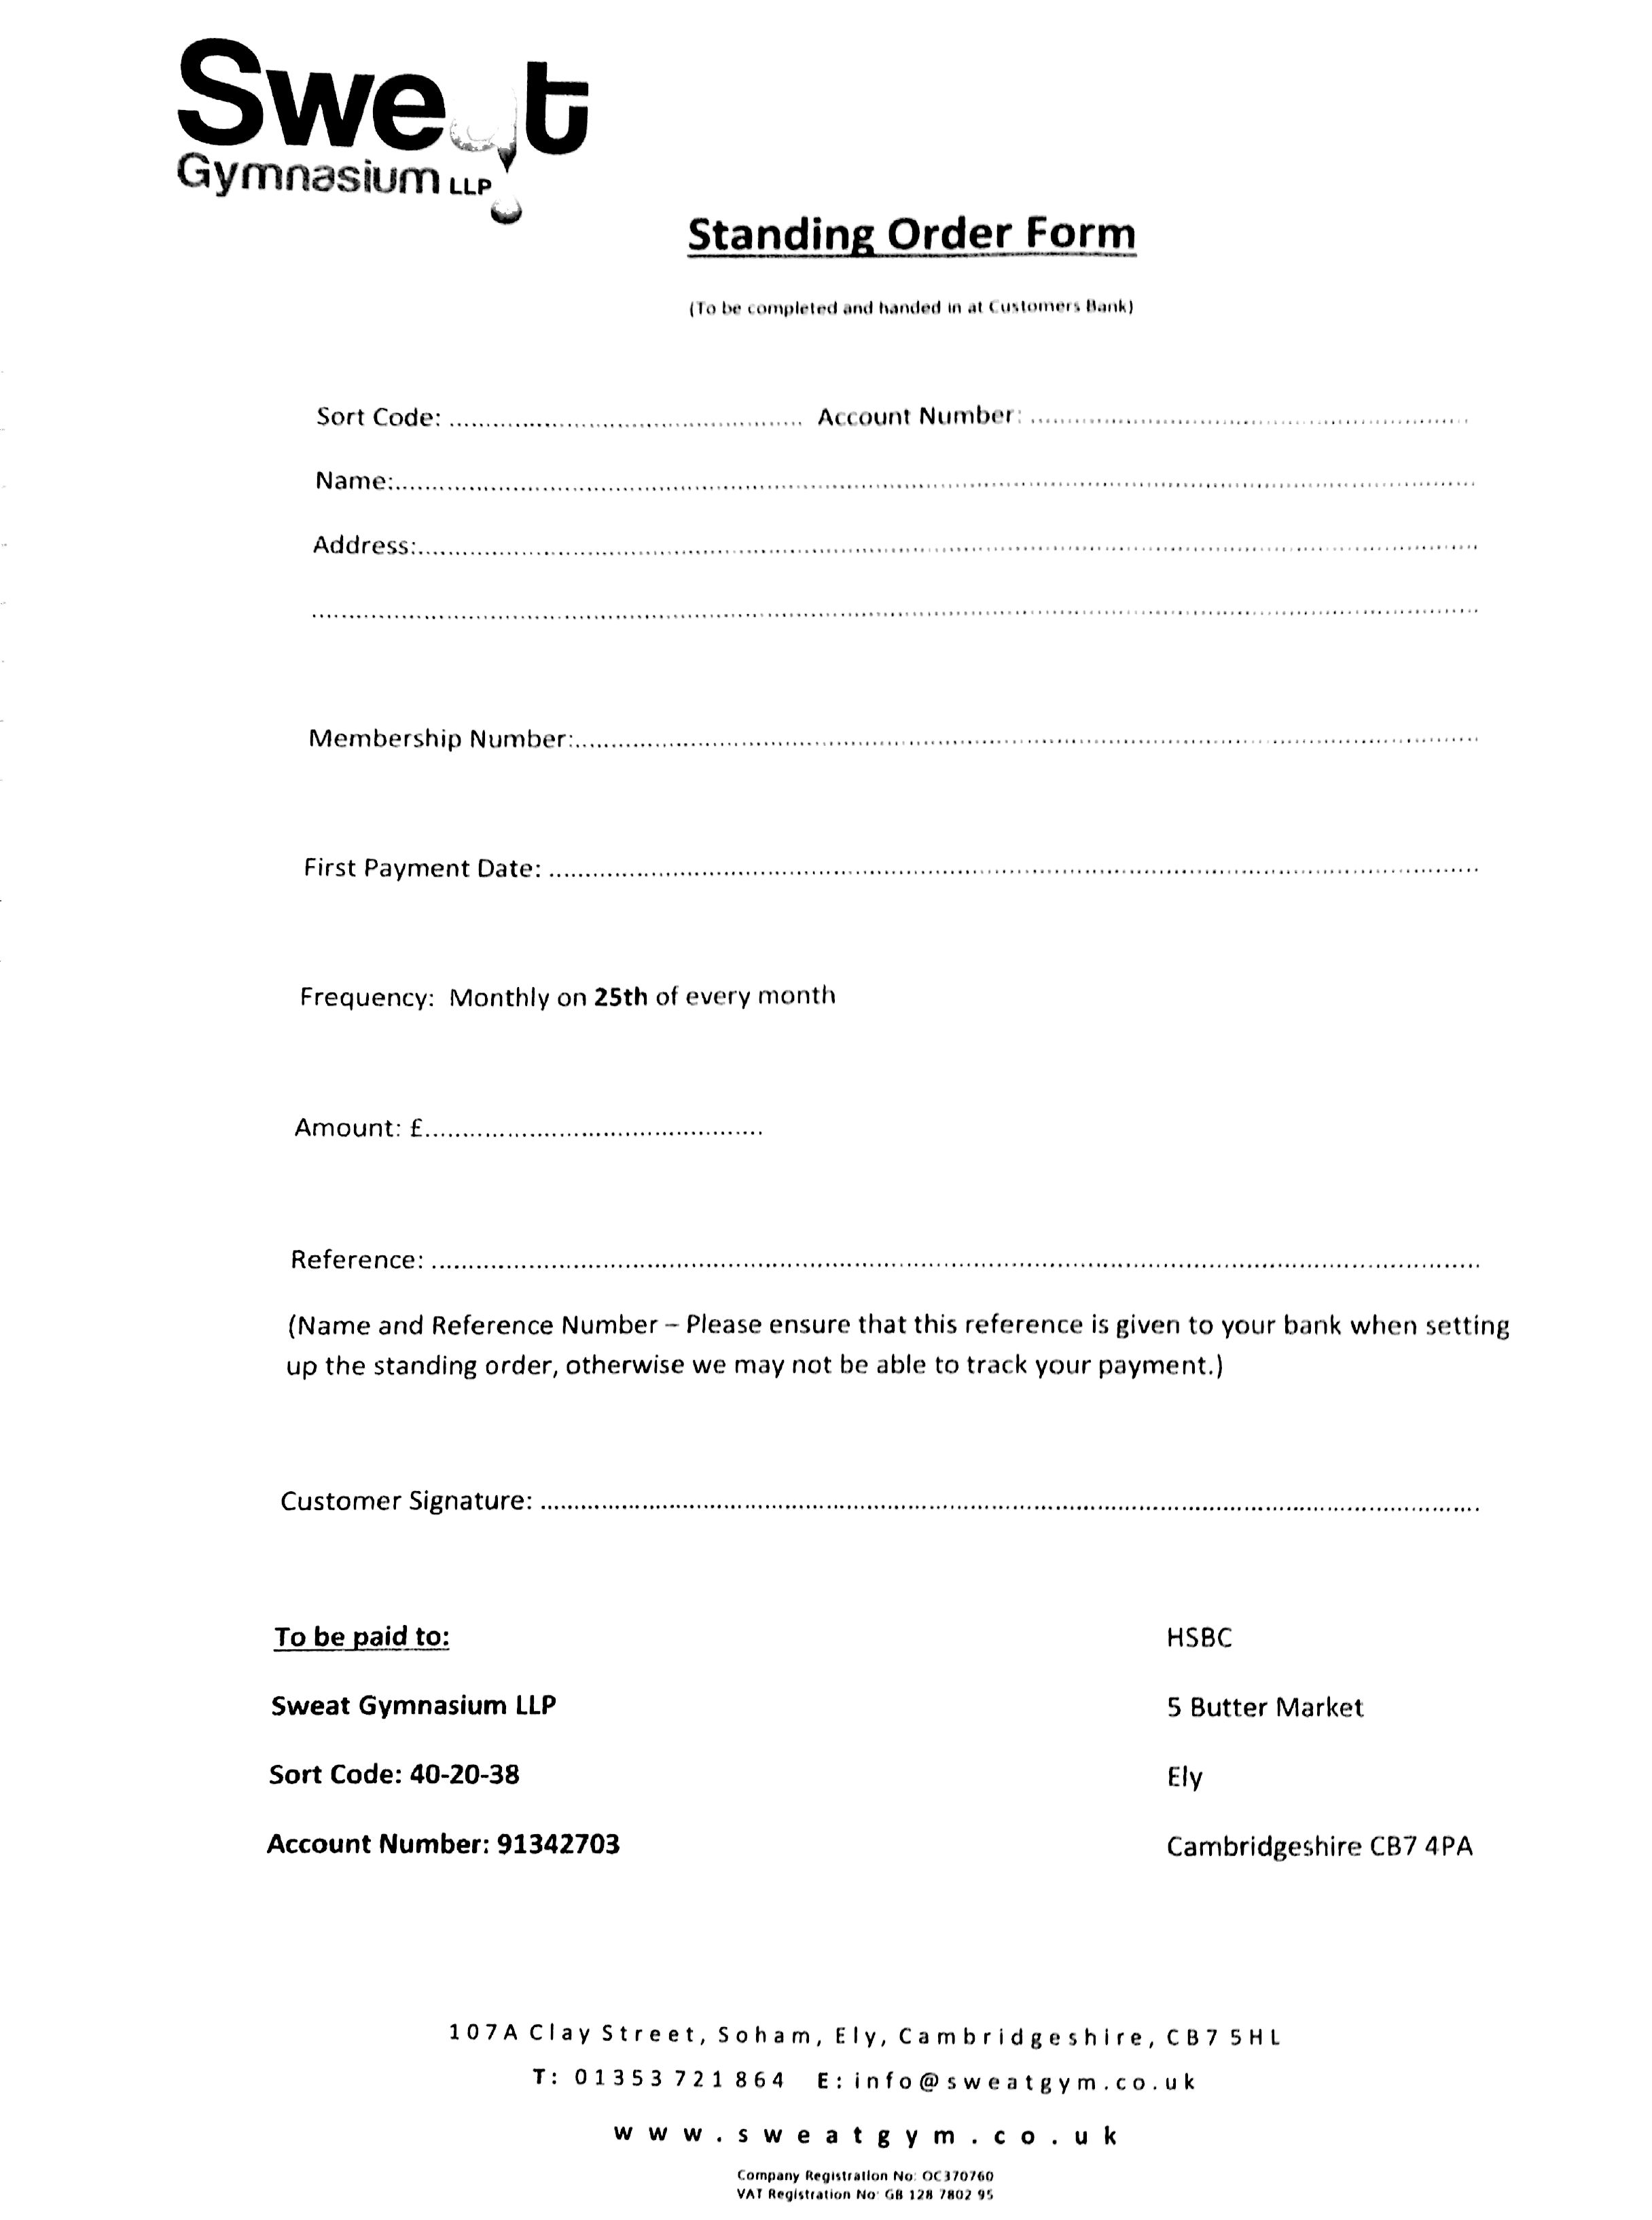 Sweat
Gymnasium LLP
Standing Order Form
(To be completed and handed in at Customers Bank)
Sort Code: ............................................... Account Number: ...........................................................
Name:.......................................................................................................................................
Address:....................................................................................................................................
..................................................................................................................................................
Membership Number:................................................................................................................
First Payment Date: ...................................................................................................................
Frequency: Monthly on 25th of every month
Amount: £.............................................
Reference: .................................................................................................................................
(Name and Reference Number – Please ensure that this reference is given to your bank when setting
up the standing order, otherwise we may not be able to track your payment.)
Customer Signature: ..................................................................................................................
To be paid to: HSBC
Sweat Gymnasium LLP 5 Butter Market
Sort Code: 40-20-38 Ely
Account Number: 91342703 Cambridgeshire CB7 4PA
107A Clay Street, Soham, Ely, Cambridgeshire, CB7 5HL
T: 01353 721 864 E: info@sweatgym.co.uk
www.sweatgym.co.uk
Company Registration No: OC370760
VAT Registration No: GB 128 7802 95